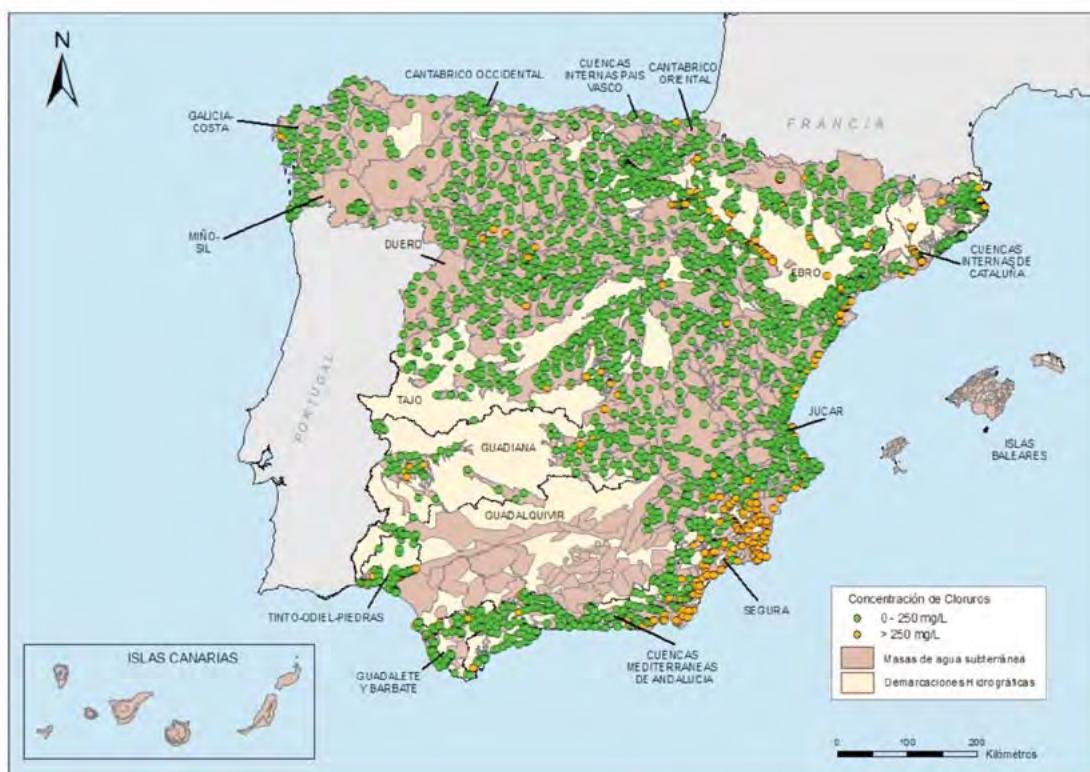 N
CANTABRICO OCCIDENTAL
CUENCAS
INTERNAS PAIS
VASCO
CANTABRICO
ORIENTAL
GALICIA-
COSTA
FRANCIA
MIÑO-
SIL
DUERO
EBRO
CUENCAS
INTERNAS DE
CATALUÑA
PORTUGAL
TAJO
JUCAR
ISLAS
BALEARES
GUADIANA
GUADALQUIVIR
TINTO-ODIEL-PIEDRAS
SEGURA
GUADALETE
Y BARBATE
CUENCAS
MEDITERRANEAS
DE ANDALUCIA
ISLAS CANARIAS
Concentración de Cloruros
0 - 250 mg/L
> 250 mg/L
Masas de agua subterránea
Demarcaciones Hidrográficas
0 100 200
Kilómetros